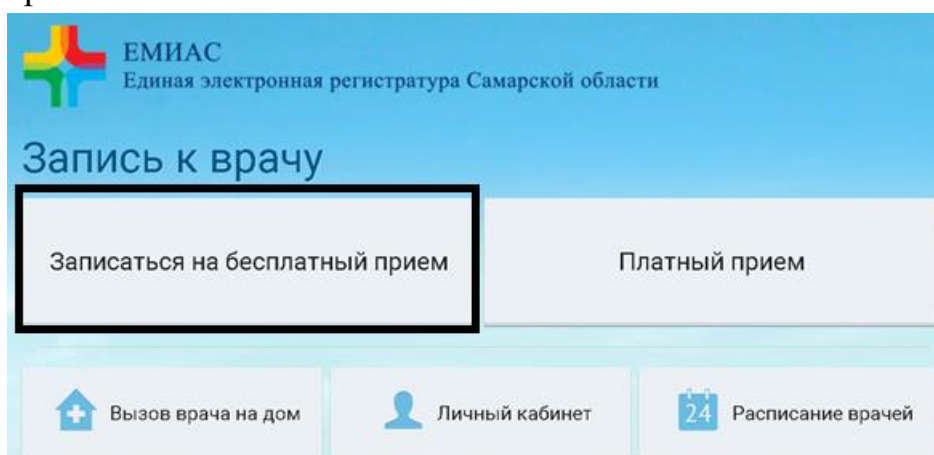 ЕМИАС
Единая электронная регистратура Самарской области
Запись к врачу
Записаться на бесплатный прием
Платный прием
Вызов врача на дом
Личный кабинет
24
Расписание врачей